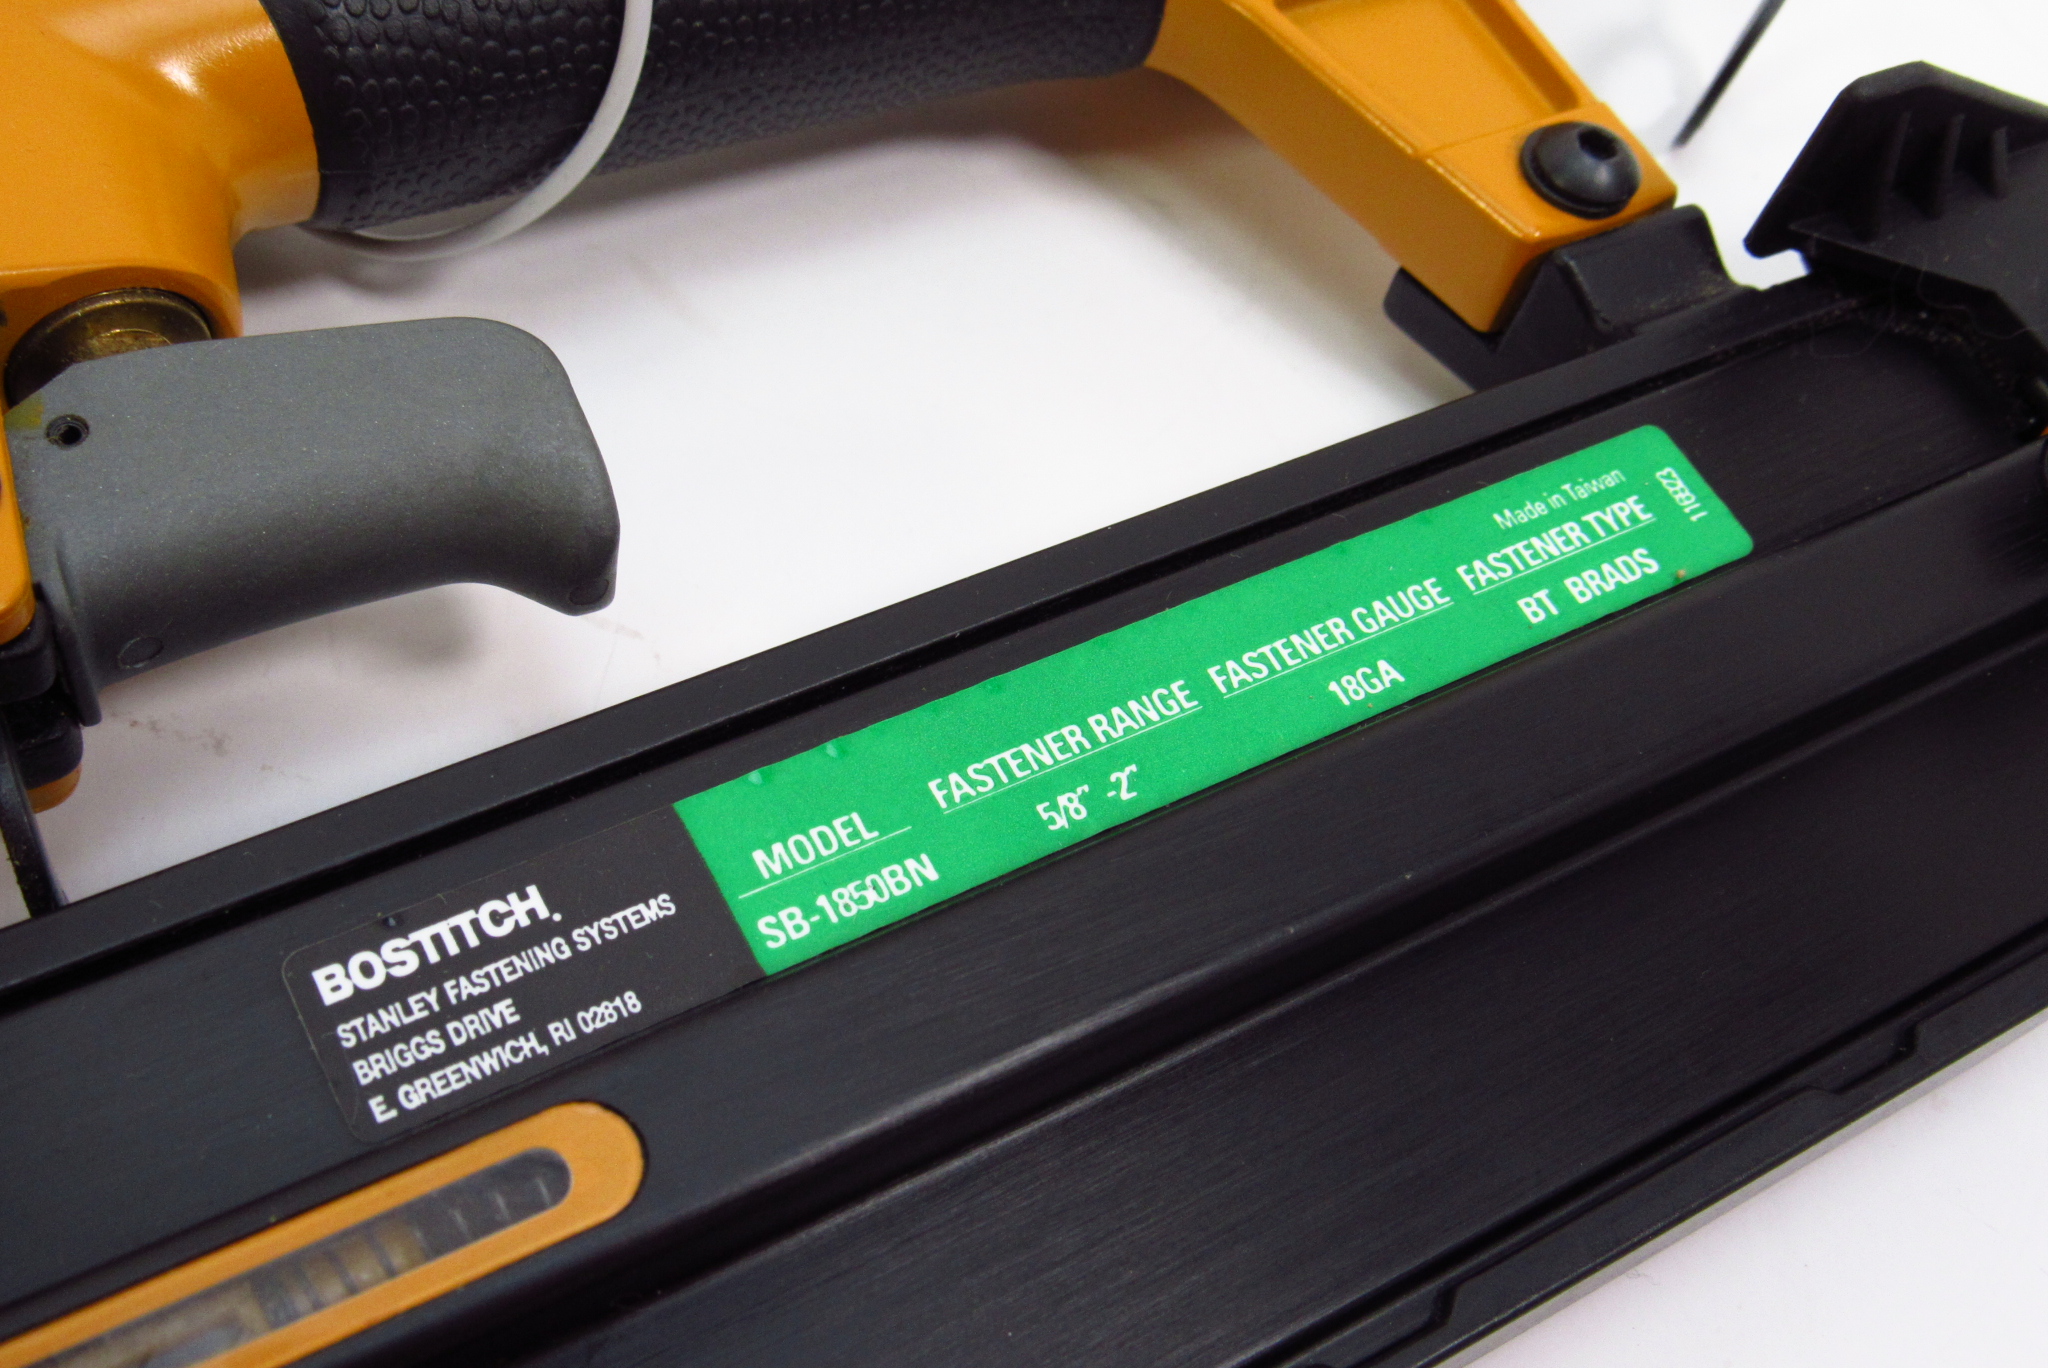 BOSTITCH.
STANLEY FASTENING SYSTEMS
BRIGGS DRIVE
E. GREENWICH, RI 02818
MODEL
SB-1850BN
FASTENER RANGE
5/8" -2"
FASTENER GAUGE
18GA
Made in Taiwan
FASTENER TYPE
BT BRADS
116323